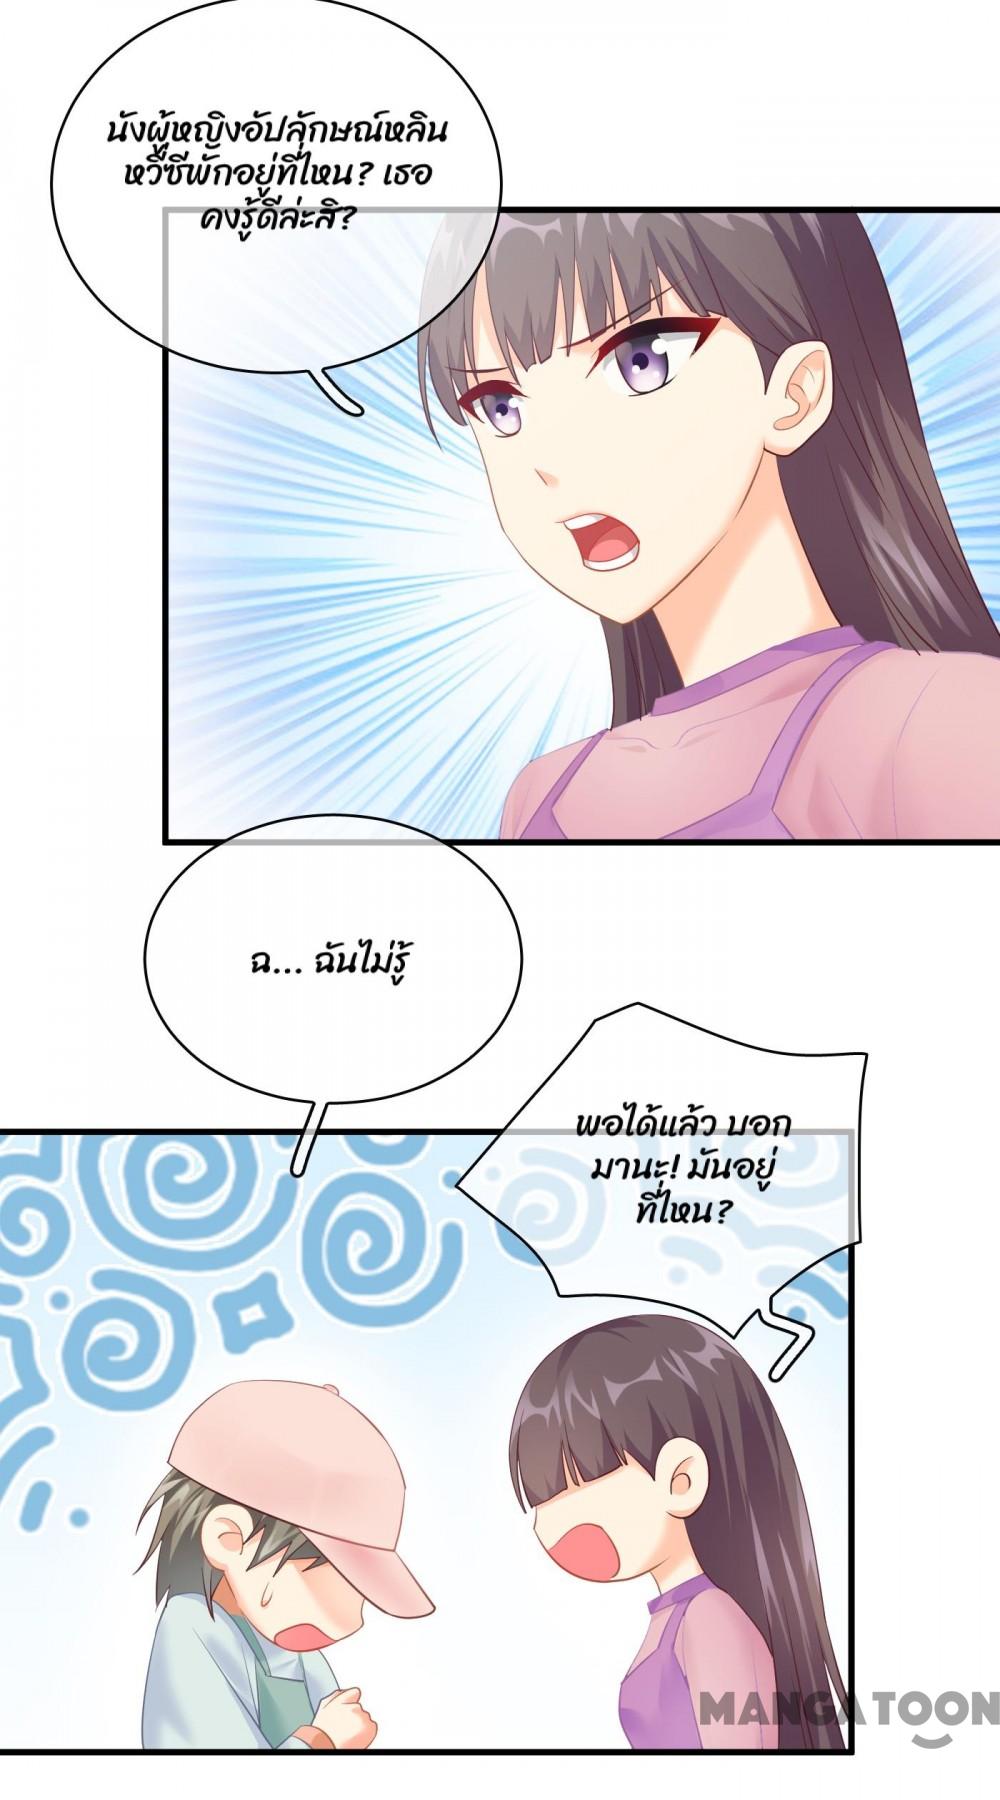 นังผู้หญิงอัปลักษณ์หลิน
หวีซีพักอยู่ที่ไหน? เธอ
คงรู้ดีล่ะสิ?
ฉ... ฉันไม่รู้
พอได้แล้ว บอก
มานะ! มันอยู่
ที่ไหน?
MANGATOON